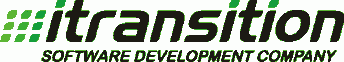 itransition
SOFTWARE DEVELOPMENT COMPANY